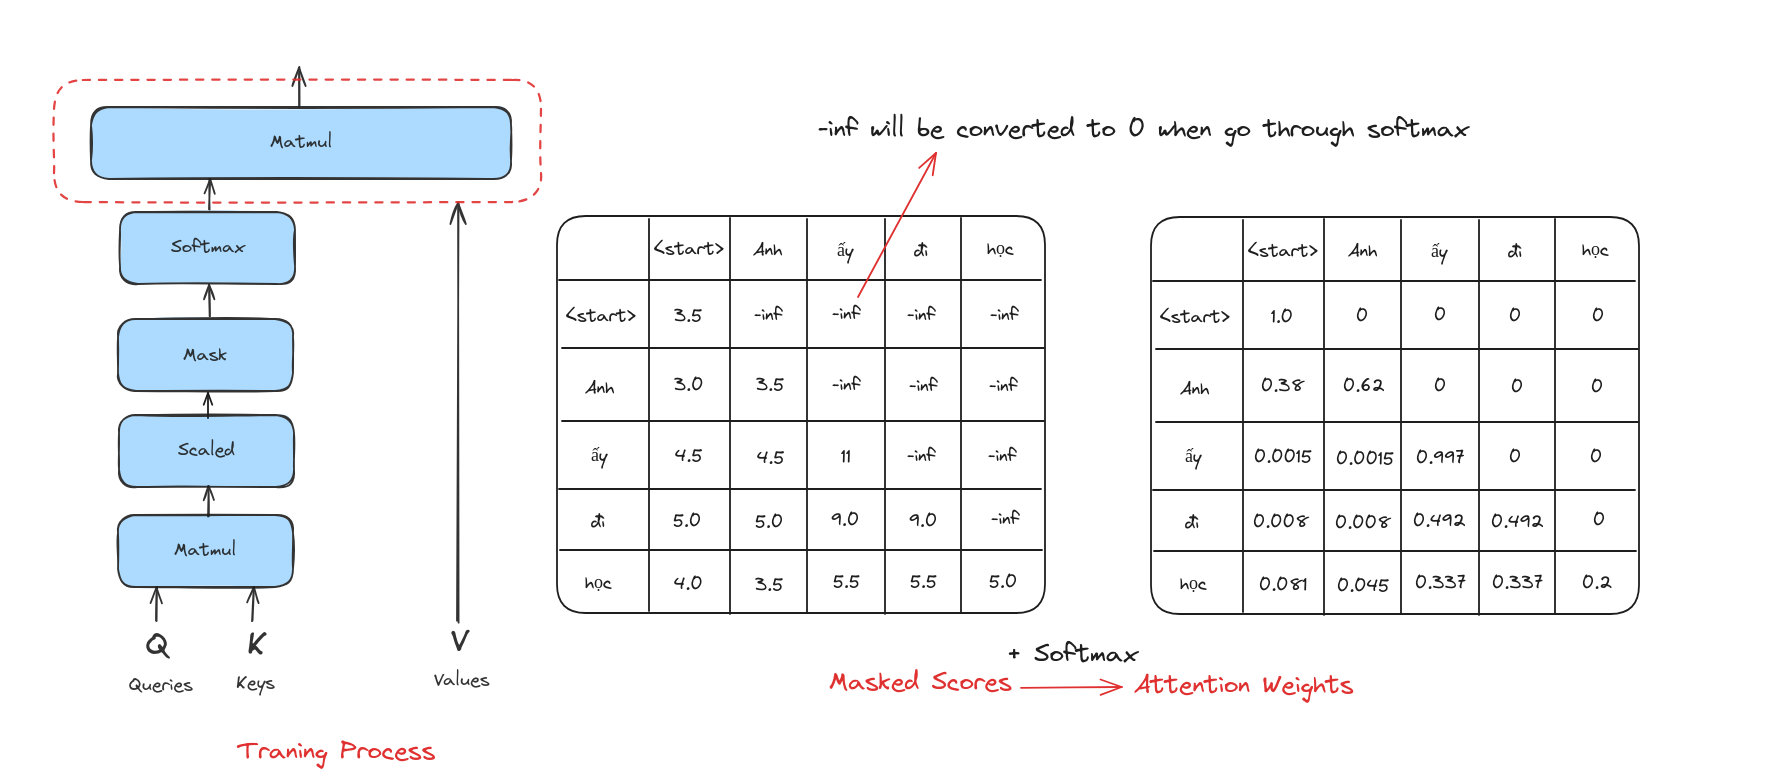 Matmul
Softmax
Mask
Scaled
Matmul
Q K V
Queries Keys Values
Traning Process
-inf will be converted to 0 when go through softmax
<start> Anh ấy đi học
<start> 3.5 -inf -inf -inf -inf
Anh 3.0 3.5 -inf -inf -inf
ấy 4.5 4.5 11 -inf -inf
đi 5.0 5.0 9.0 9.0 -inf
học 4.0 3.5 5.5 5.5 5.0
<start> Anh ấy đi học
<start> 1.0 0 0 0 0
Anh 0.38 0.62 0 0 0
ấy 0.0015 0.0015 0.997 0 0
đi 0.008 0.008 0.492 0.492 0
học 0.081 0.045 0.337 0.337 0.2
+ Softmax
Masked Scores Attention Weights